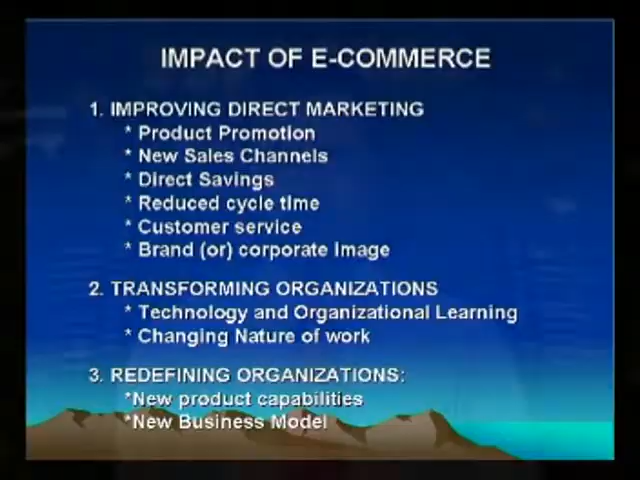 IMPACT OF E-COMMERCE
1. IMPROVING DIRECT MARKETING
* Product Promotion
* New Sales Channels
* Direct Savings
* Reduced cycle time
* Customer service
* Brand (or) corporate Image
2. TRANSFORMING ORGANIZATIONS
* Technology and Organizational Learning
* Changing Nature of work
3. REDEFINING ORGANIZATIONS:
*New product capabilities
*New Business Model